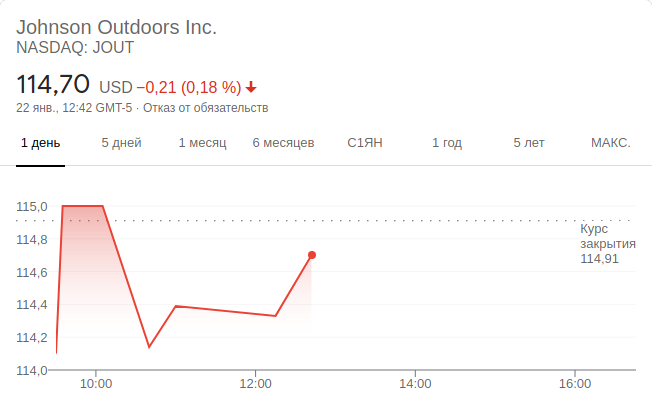 Johnson Outdoors Inc.
NASDAQ: JOUT
114,70 USD −0,21 (0,18 %)
22 янв., 12:42 GMT-5 · Отказ от обязательств
1 день 5 дней 1 месяц 6 месяцев С1ЯН 1 год 5 лет МАКС.
115,0
Курс
114,8
закрытия
114,91
114,6
114,4
114,2
114,0
10:00 12:00 14:00 16:00